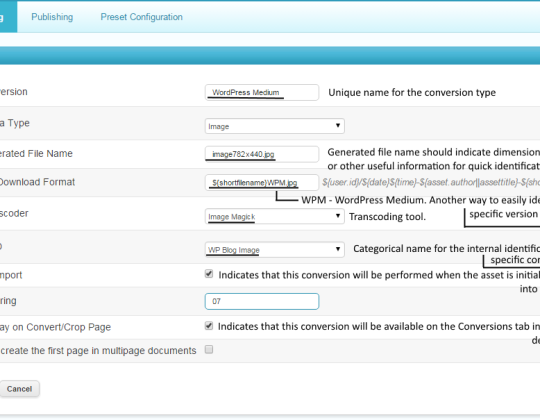 g Publishing Preset Configuration
ersion WordPress Medium Unique name for the conversion type
a Type Image
erated File Name image782x440.jpg Generated file name should indicate dimension
or other useful information for quick identificat
Download Format ${shortfilename}WPM.jpg ${user.id}/${date}${time}-${asset.author||assettitle}-${sho
WPM - WordPress Medium. Another way to easily ide
specific version
scoder Image Magick Transcoding tool.
D WP Blog Image Categorical name for the internal identific
specific con
mport Indicates that this conversion will be performed when the asset is initial
into
ring 07
ay on Convert/Crop Page Indicates that this conversion will be available on the Conversions tab in
de
create the first page in multipage documents
Cancel